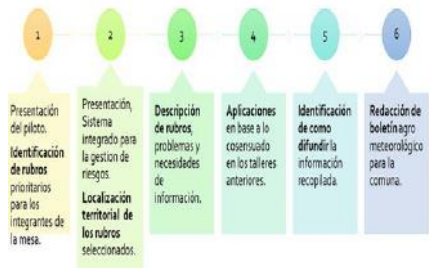 1
Presentación
del piloto.
Identificación
de rubros
prioritarios
para los
integrantes de
la mesa.
2
Presentación,
Sistema
integrado para
la gestion de
riesgos.
Localización
territorial de
los rubros
seleccionados.
3
Descripción
de rubros,
problemas y
necesidades
de
información.
4
Aplicaciones
en base a lo
cosensuado
en los talleres
anteriores.
5
Identificación
de como
difundir la
información
recopilada.
6
Redacción de
boletín agro
meteorológico
para la
comuna.